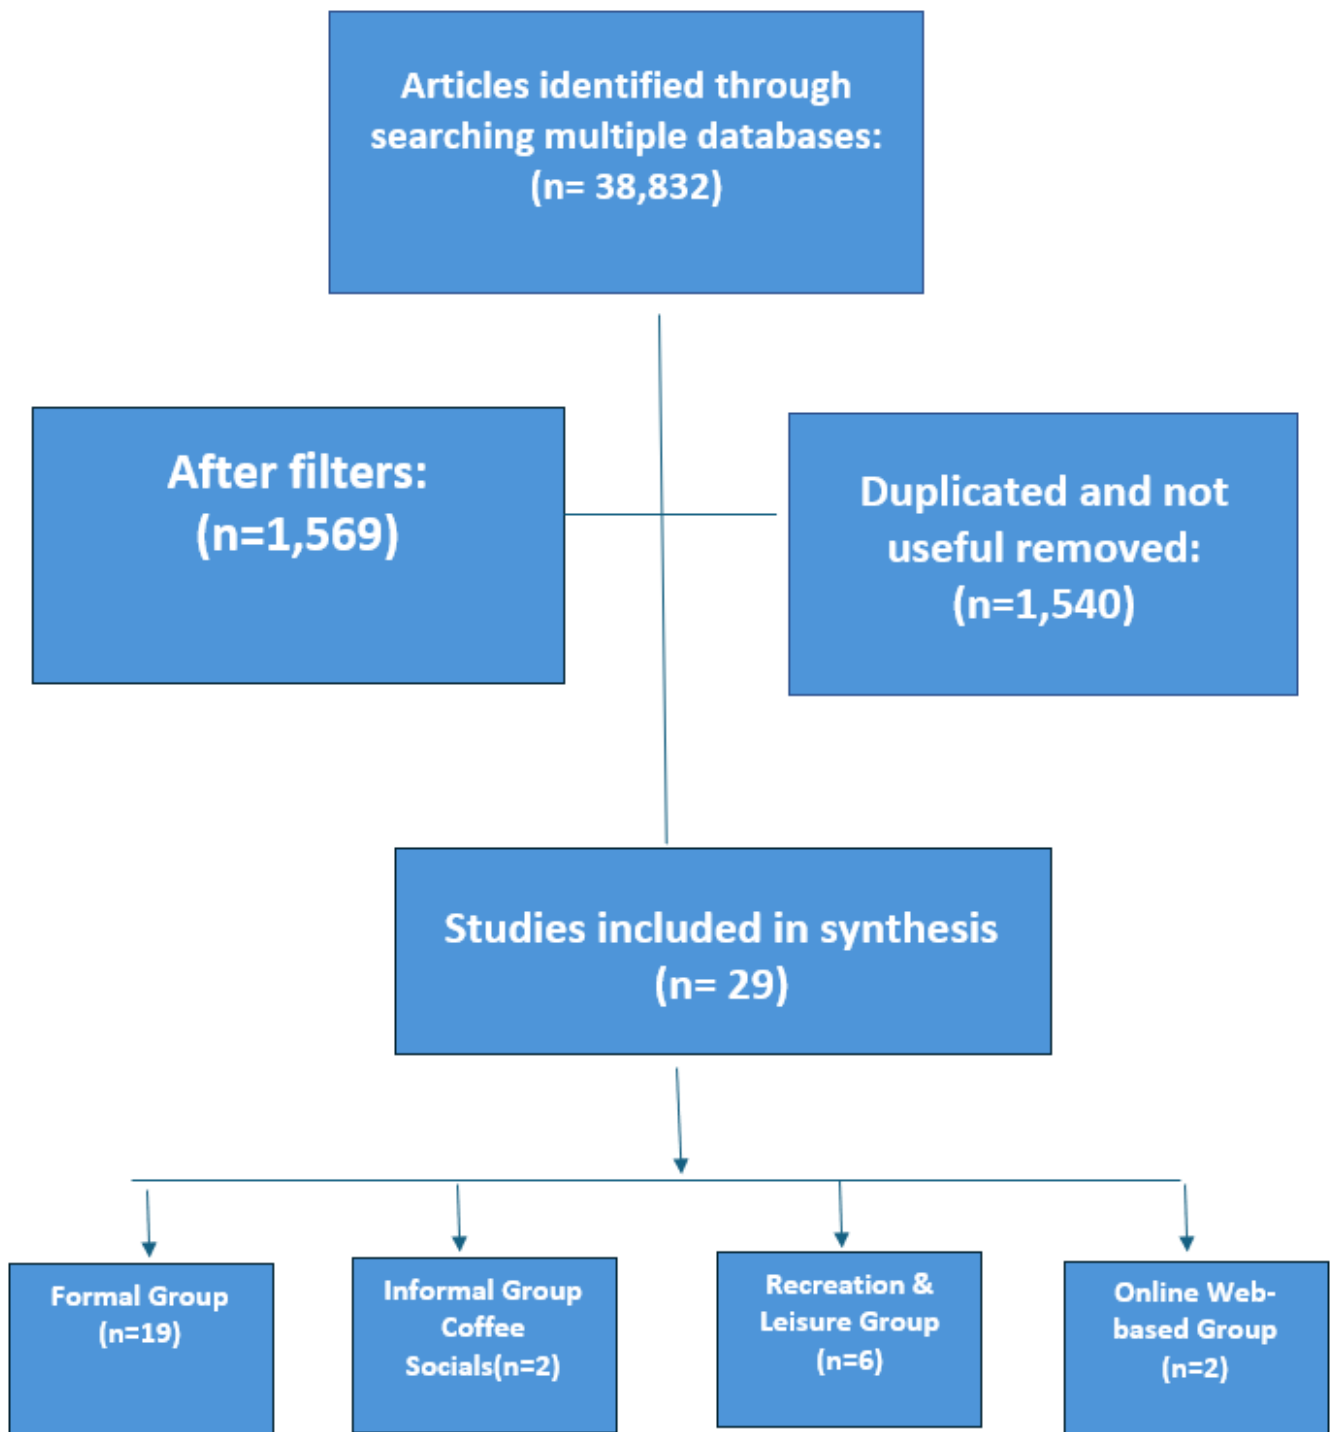 Articles identified through
searching multiple databases:
(n= 38,832)
After filters:
(n=1,569)
Duplicated and not
useful removed:
(n=1,540)
Studies included in synthesis
(n= 29)
Formal Group
(n=19)
Informal Group
Coffee
Socials(n=2)
Recreation &
Leisure Group
(n=6)
Online Web-
based Group
(n=2)